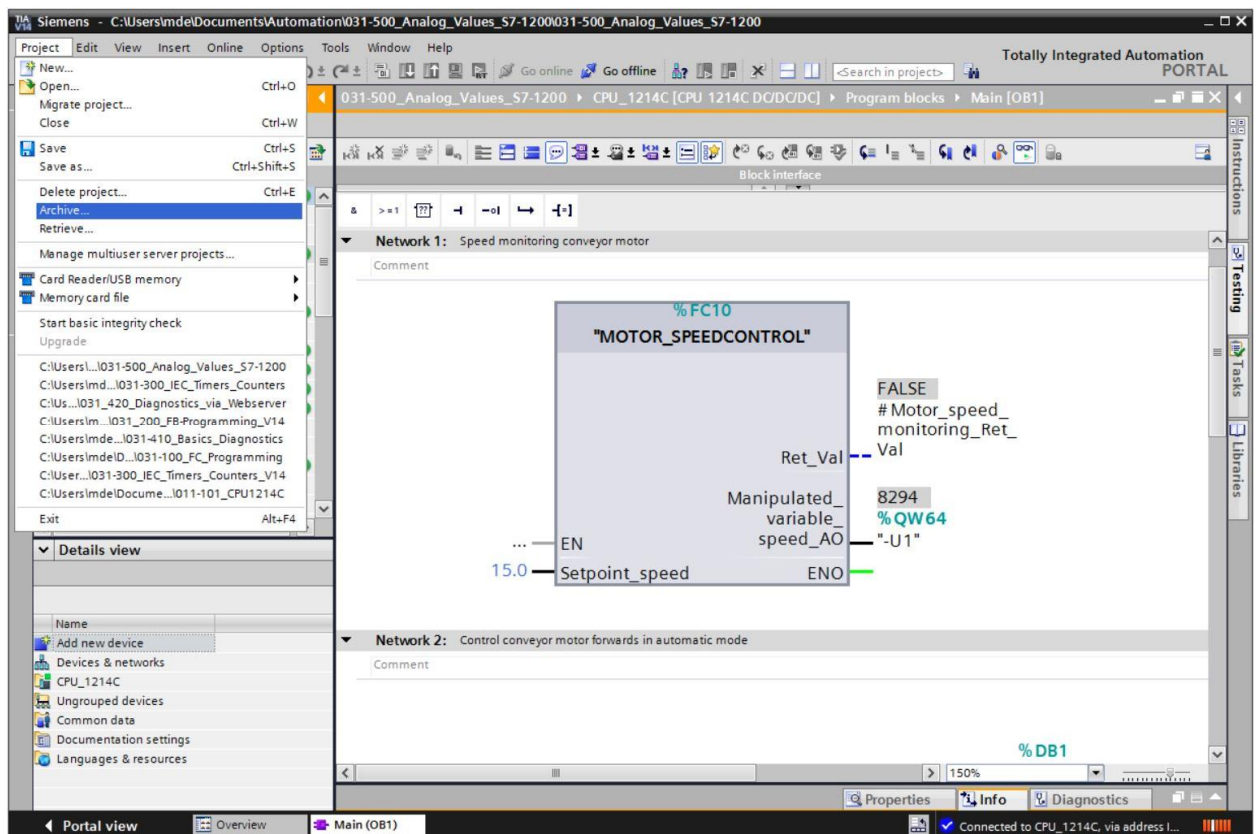 TIA V14 Siemens - C:\Users\mde\Documents\Automation\031-500_Analog_Values_S7-1200\031-500_Analog_Values_S7-1200
Project Edit View Insert Online Options Tools Window Help
Totally Integrated Automation
PORTAL
Go online Go offline <Search in project>
New...
Open... Ctrl+O
Migrate project...
Close Ctrl+W
Save Ctrl+S
Save as... Ctrl+Shift+S
Delete project... Ctrl+E
Archive...
Retrieve...
Manage multiuser server projects...
Card Reader/USB memory
Memory card file
Start basic integrity check
Upgrade
C:\Users\...\031-500_Analog_Values_S7-1200
C:\Users\md...\031-300_IEC_Timers_Counters
C:\Us...\031_420_Diagnostics_via_Webserver
C:\Users\m...\031_200_FB-Programming_V14
C:\Users\mde...\031-410_Basics_Diagnostics
C:\Users\mde\D...\031-100_FC_Programming
C:\User...\031-300_IEC_Timers_Counters_V14
C:\Users\mde\Docume...\011-101_CPU1214C
Exit Alt+F4
031-500_Analog_Values_S7-1200 CPU_1214C [CPU 1214C DC/DC/DC] Program blocks Main [OB1]
Block interface
& >=1 ??
Network 1: Speed monitoring conveyor motor
Comment
%FC10
"MOTOR_SPEEDCONTROL"
FALSE
#Motor_speed_
monitoring_Ret_
Ret_Val Val
Manipulated_ 8294
variable_ %QW64
... EN speed_AO "-U1"
15.0 Setpoint_speed ENO
Network 2: Control conveyor motor forwards in automatic mode
Comment
%DB1
150%
Instructions
Testing
Tasks
Libraries
Details view
Name
Add new device
Devices & networks
CPU_1214C
Ungrouped devices
Common data
Documentation settings
Languages & resources
Properties Info Diagnostics
Portal view Overview Main (OB1) Connected to CPU_1214C, via address I...